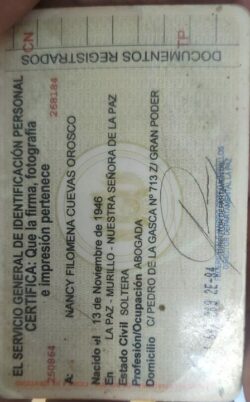 EL SERVICIO GENERAL DE IDENTIFICACIÓN PERSONAL
CERTIFICA: Que la firma, fotografía
e impresión pertenece
250864
268184
A: NANCY FILOMENA CUEVAS OROSCO
Nacido el 13 de Noviembre de 1946
En LA PAZ - MURILLO - NUESTRA SEÑORA DE LA PAZ
Estado Civil SOLTERA
Profesión/Ocupación ABOGADA
Domicilio C/PEDRO DE LA GASCA Nº 713 Z/ GRAN PODER
DOCUMENTOS REGISTRADOS
CN
TP